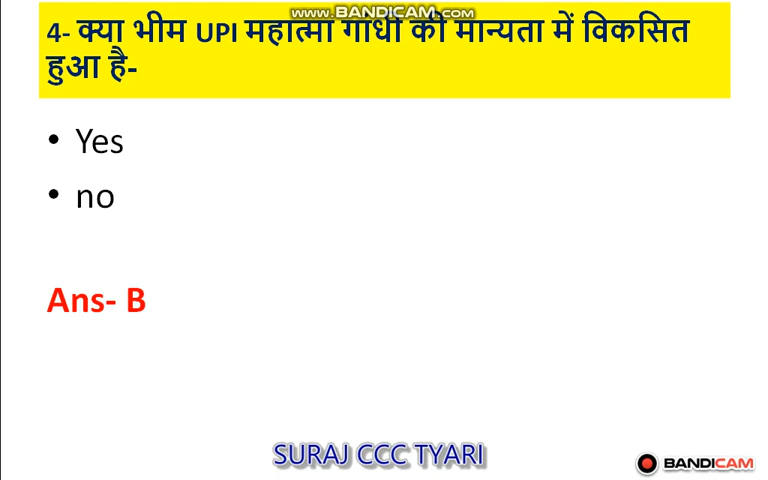 www.BANDICAM.com
4- क्या भीम UPI महात्मा गांधी की मान्यता में विकसित
हुआ है-
• Yes
• no
Ans- B
SURAJ CCC TYARI
BANDICAM